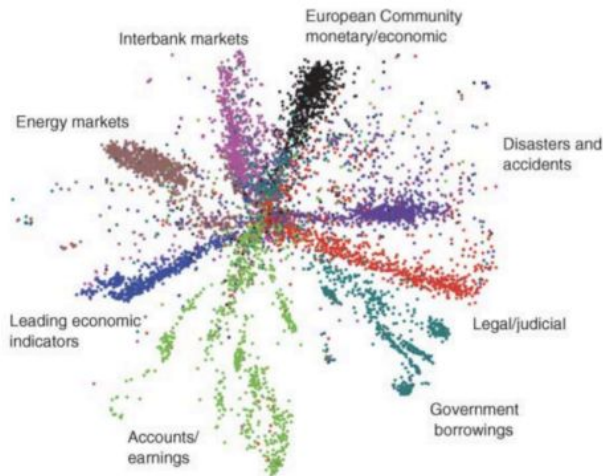 European Community
monetary/economic
Interbank markets
Energy markets
Disasters and
accidents
Leading economic
indicators
Legal/judicial
Government
borrowings
Accounts/
earnings